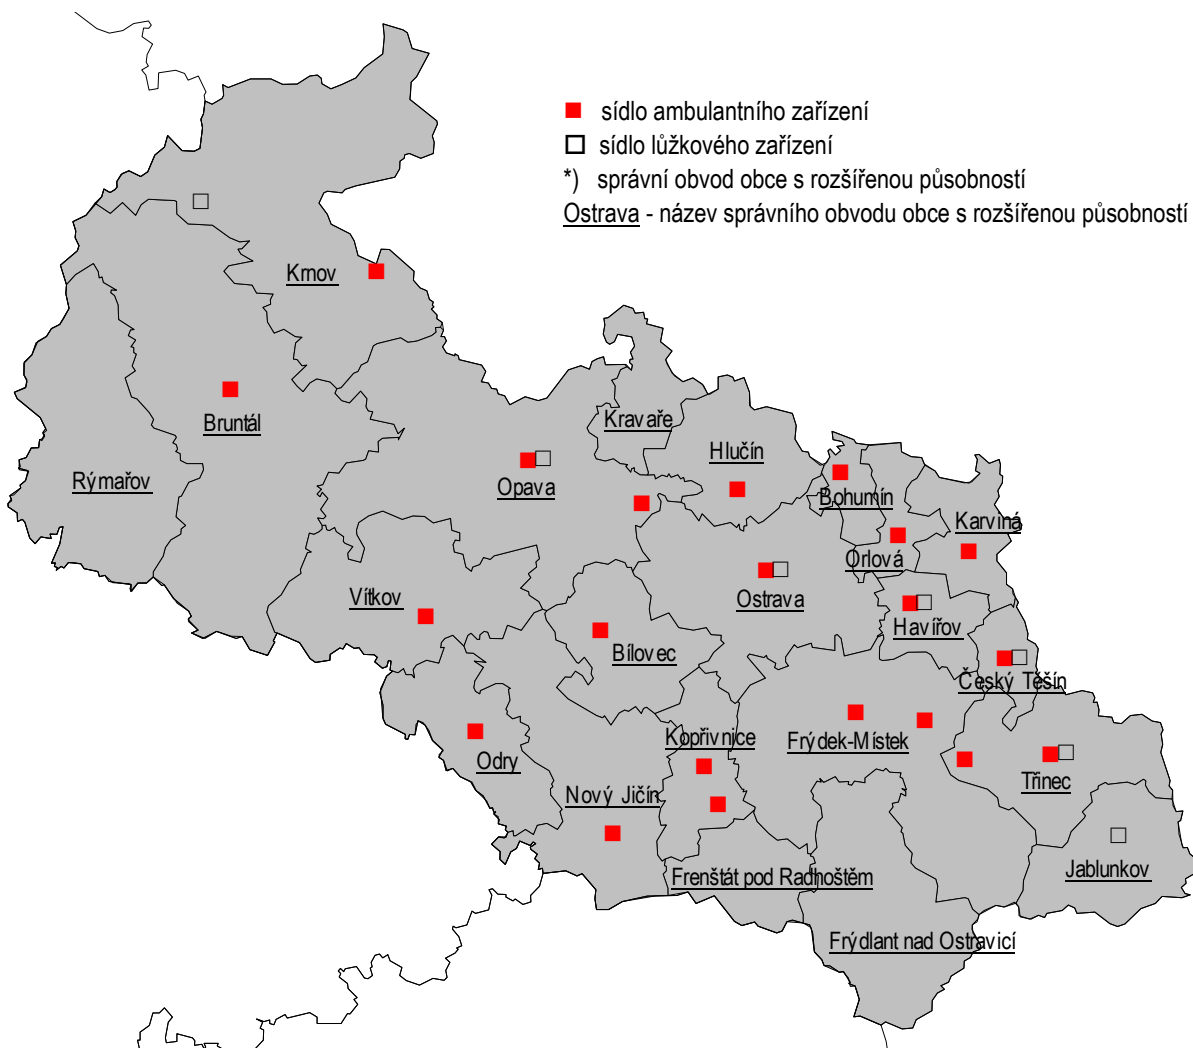 sídlo ambulantního zařízení
sídlo lůžkového zařízení
*) správní obvod obce s rozšířenou působností
Ostrava - název správního obvodu obce s rozšířenou působností
Krnov
Bruntál
Kravaře
Hlučín
Rýmařov
Opava
Bohumín
Karviná
Orlová
Vítkov
Ostrava
Havířov
Bílovec
Český Těšín
Kopřivnice
Frýdek-Místek
Odry
Třinec
Nový Jičín
Jablunkov
Frenštát pod Radhoštěm
Frýdlant nad Ostravicí